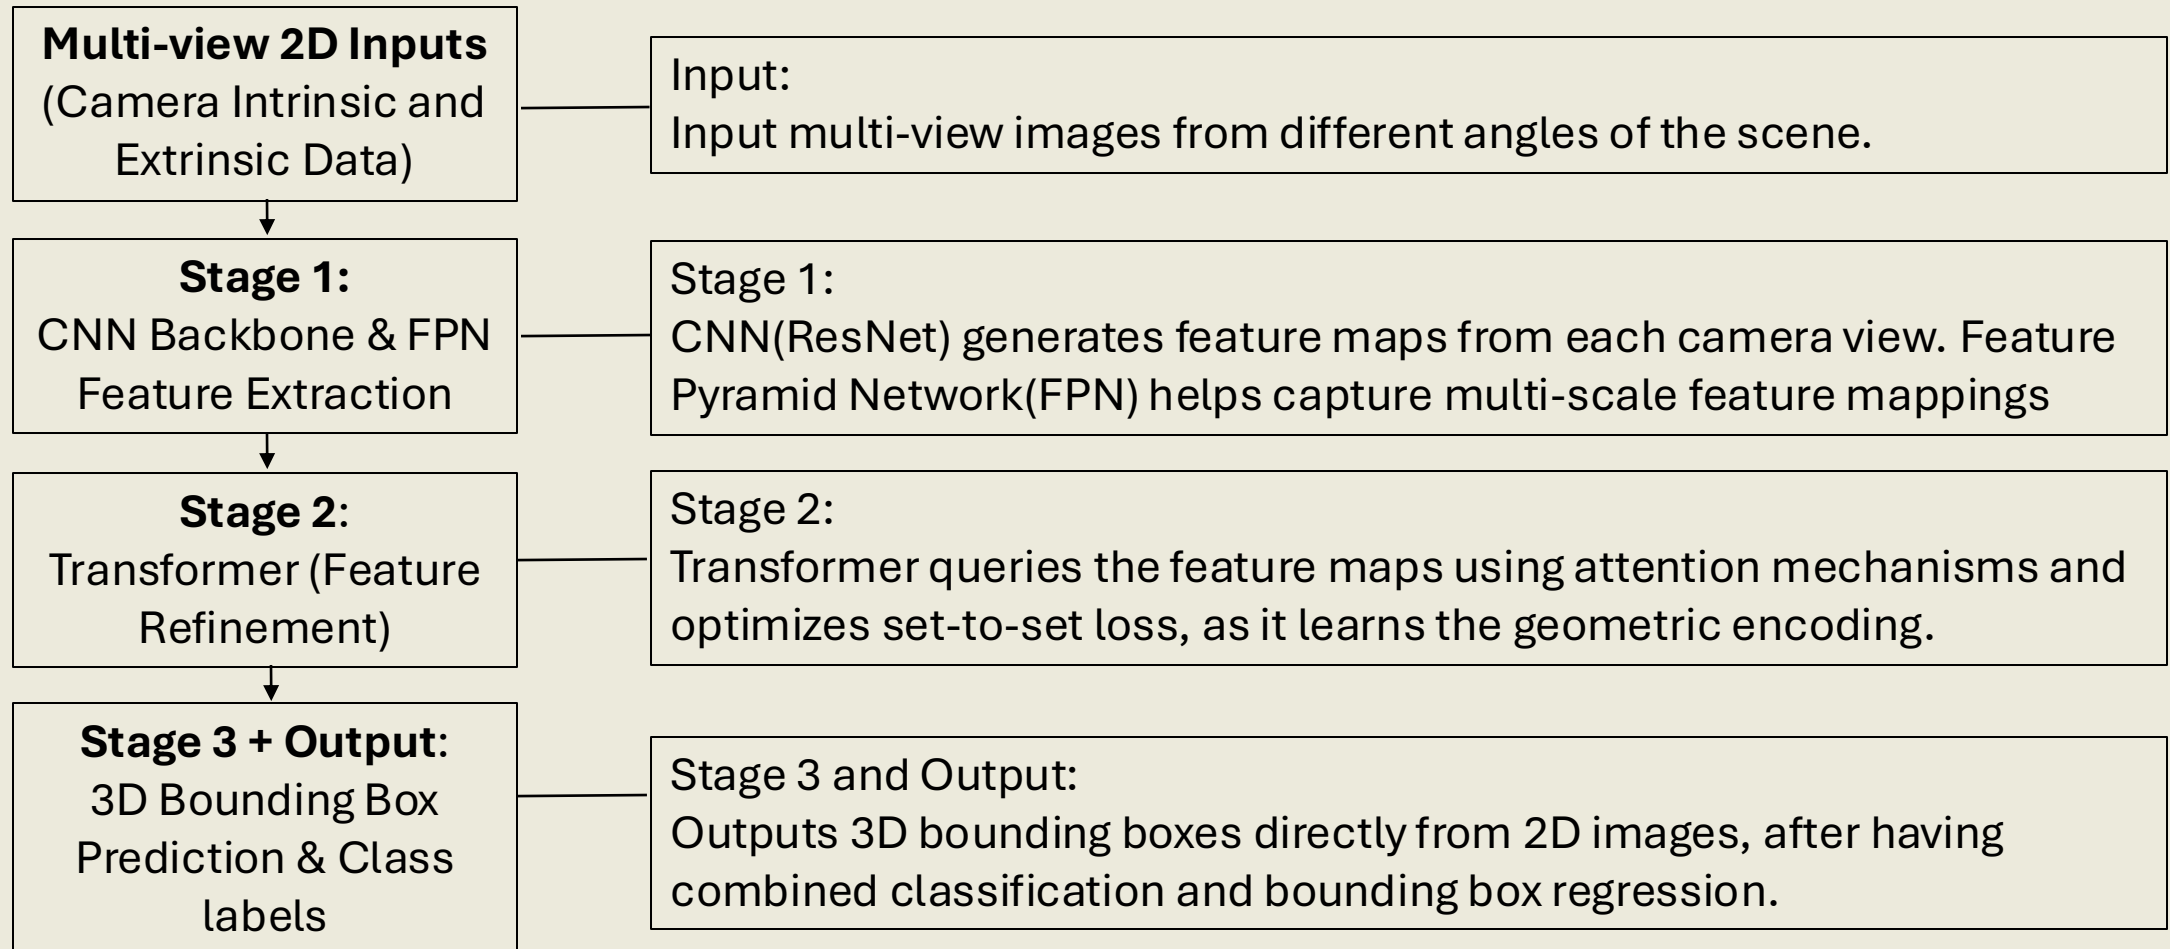 Multi-view 2D Inputs
(Camera Intrinsic and
Extrinsic Data)
Input:
Input multi-view images from different angles of the scene.
Stage 1:
CNN Backbone & FPN
Feature Extraction
Stage 1:
CNN(ResNet) generates feature maps from each camera view. Feature
Pyramid Network(FPN) helps capture multi-scale feature mappings
Stage 2:
Transformer (Feature
Refinement)
Stage 2:
Transformer queries the feature maps using attention mechanisms and
optimizes set-to-set loss, as it learns the geometric encoding.
Stage 3 + Output:
3D Bounding Box
Prediction & Class
labels
Stage 3 and Output:
Outputs 3D bounding boxes directly from 2D images, after having
combined classification and bounding box regression.